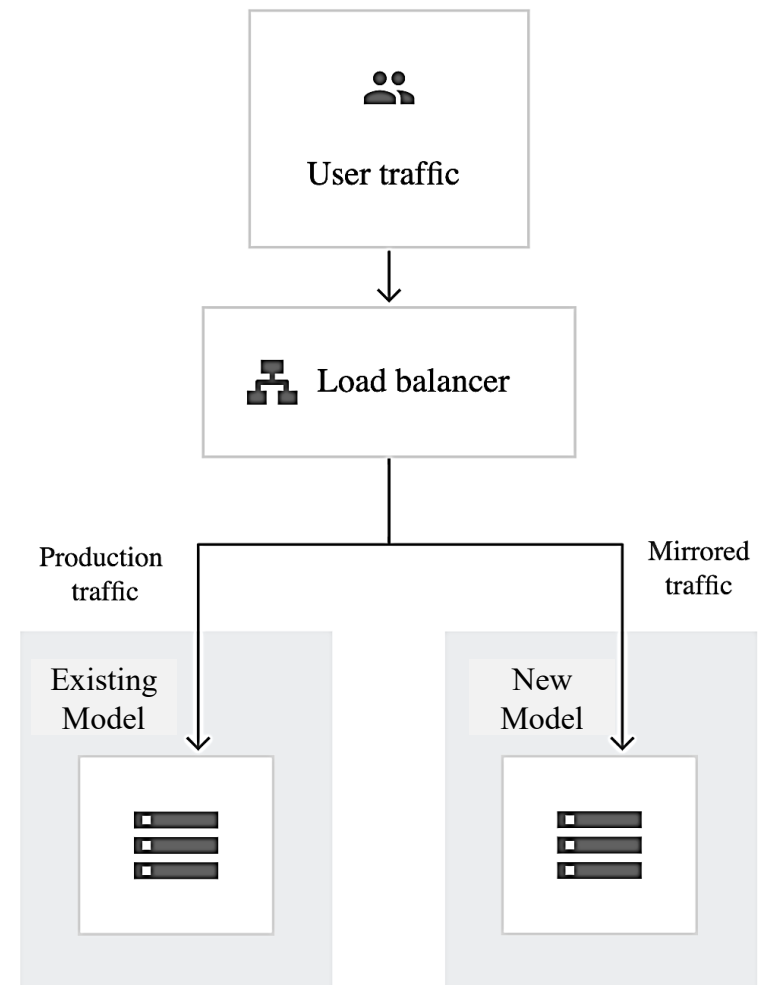 User traffic
Load balancer
Production
traffic
Mirrored
traffic
Existing
Model
New
Model